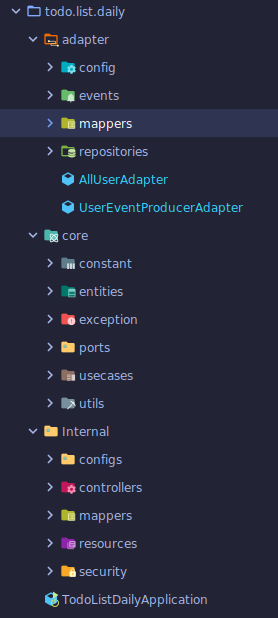 todo.list.daily
adapter
config
events
mappers
repositories
AllUserAdapter
UserEventProducerAdapter
core
constant
entities
exception
ports
usecases
utils
Internal
configs
controllers
mappers
resources
security
TodoListDailyApplication